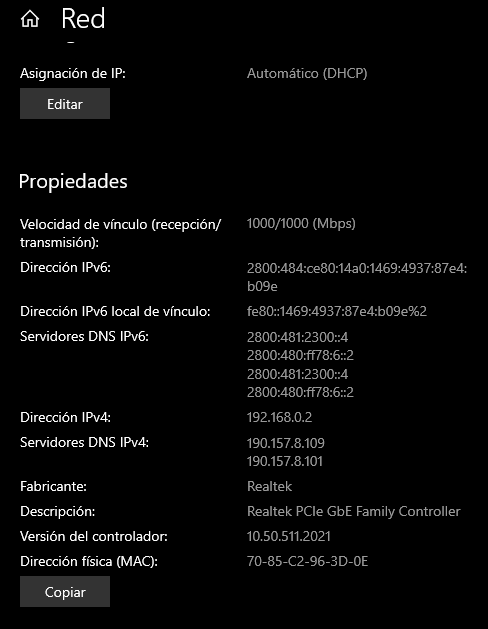 Red
Asignación de IP: Automático (DHCP)
Editar
Propiedades
Velocidad de vínculo (recepción/ 1000/1000 (Mbps)
transmisión):
Dirección IPv6: 2800:484:ce80:14a0:1469:4937:87e4:
b09e
Dirección IPv6 local de vínculo: fe80::1469:4937:87e4:b09e%2
Servidores DNS IPv6: 2800:481:2300::4
2800:480:ff78:6::2
2800:481:2300::4
2800:480:ff78:6::2
Dirección IPv4: 192.168.0.2
Servidores DNS IPv4: 190.157.8.109
190.157.8.101
Fabricante: Realtek
Descripción: Realtek PCIe GbE Family Controller
Versión del controlador: 10.50.511.2021
Dirección física (MAC): 70-85-C2-96-3D-0E
Copiar